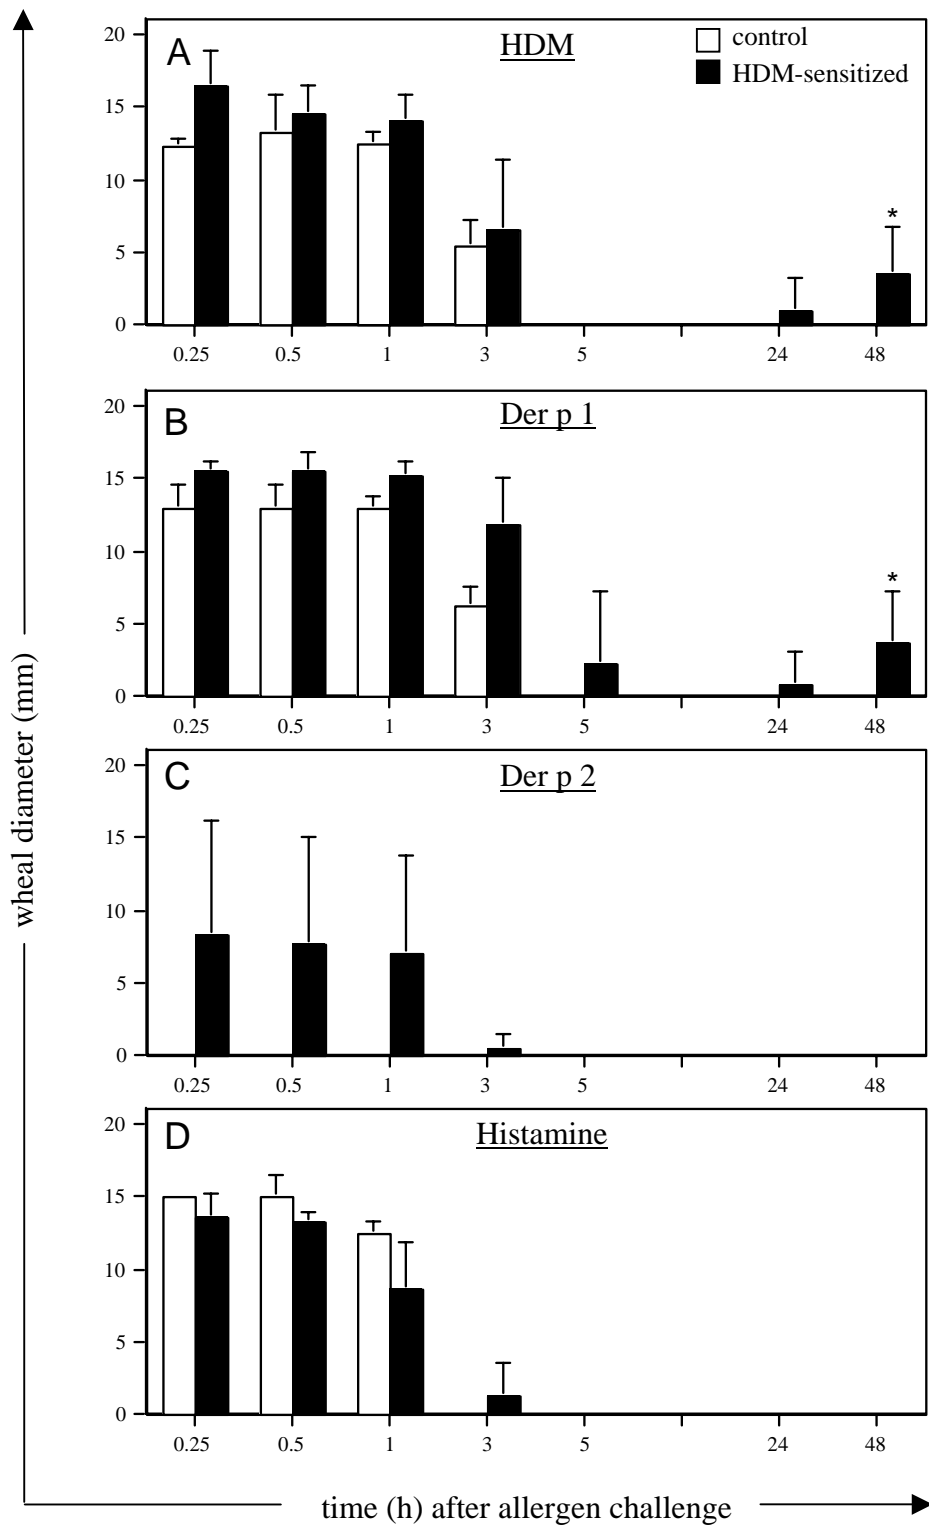 wheal diameter (mm)
A
HDM
control
HDM-sensitized
20
15
10
5
0
*
0.25 0.5 1 3 5 24 48
B
Der p 1
20
15
10
5
0
*
0.25 0.5 1 3 5 24 48
C
Der p 2
20
15
10
5
0
0.25 0.5 1 3 5 24 48
D
Histamine
20
15
10
5
0
0.25 0.5 1 3 5 24 48
time (h) after allergen challenge